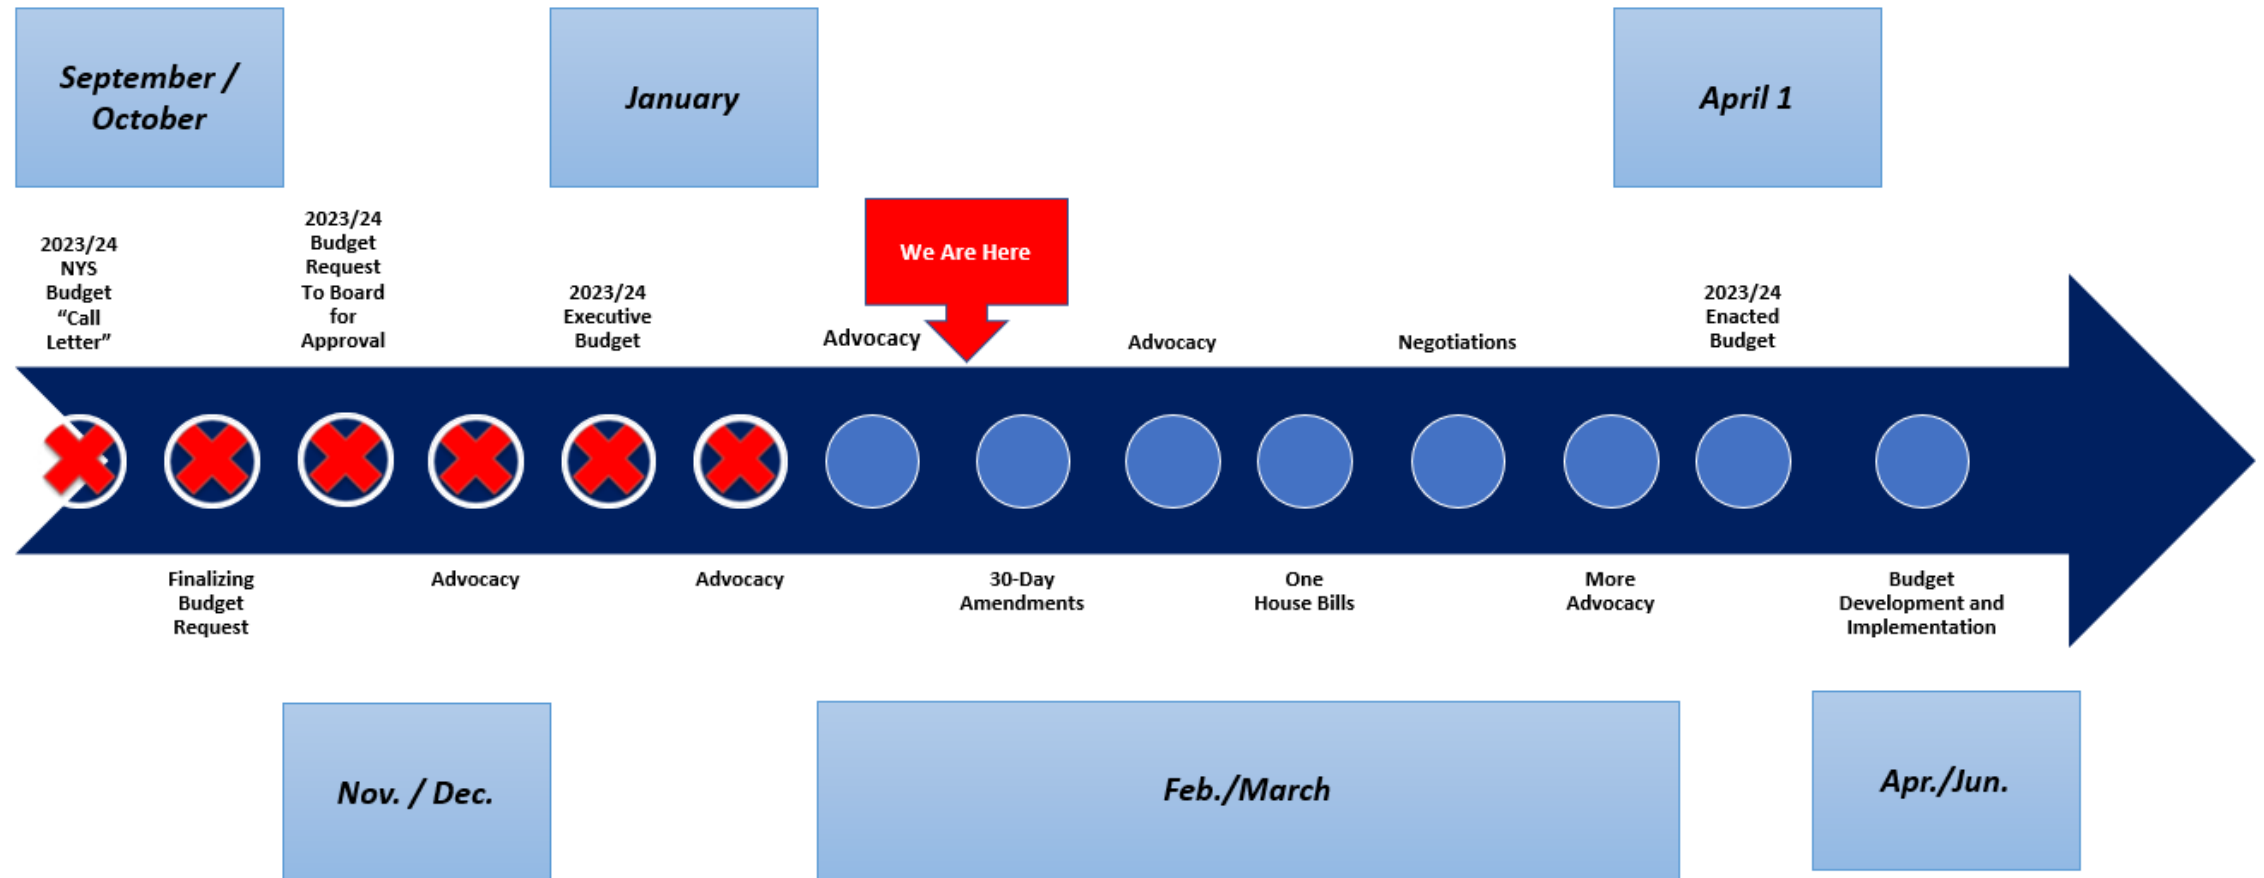 September /
October
January
April 1
2023/24
NYS
Budget
“Call
Letter”
2023/24
Budget
Request
To Board
for
Approval
2023/24
Executive
Budget
Advocacy
We Are Here
Advocacy
Negotiations
2023/24
Enacted
Budget
Finalizing
Budget
Request
Advocacy
Advocacy
30-Day
Amendments
One
House Bills
More
Advocacy
Budget
Development and
Implementation
Nov. / Dec.
Feb./March
Apr./Jun.